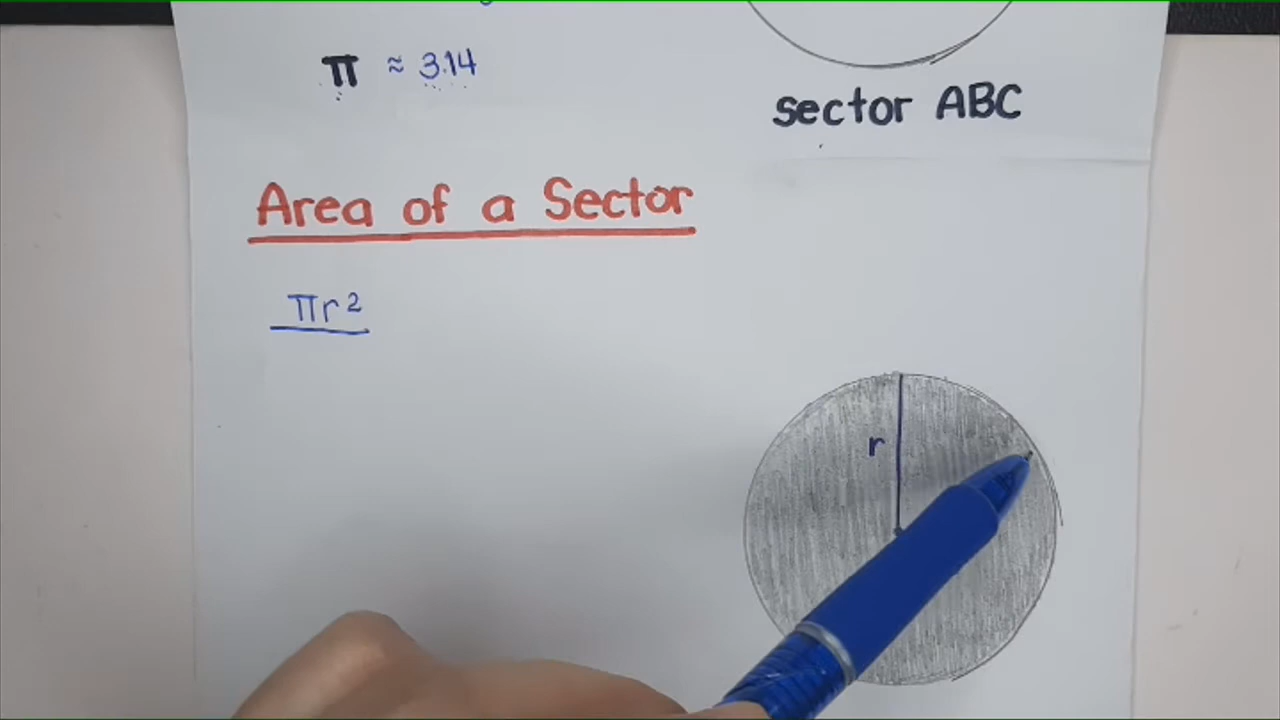 π ≈ 3.14
sector ABC
Area of a Sector
πr²
r